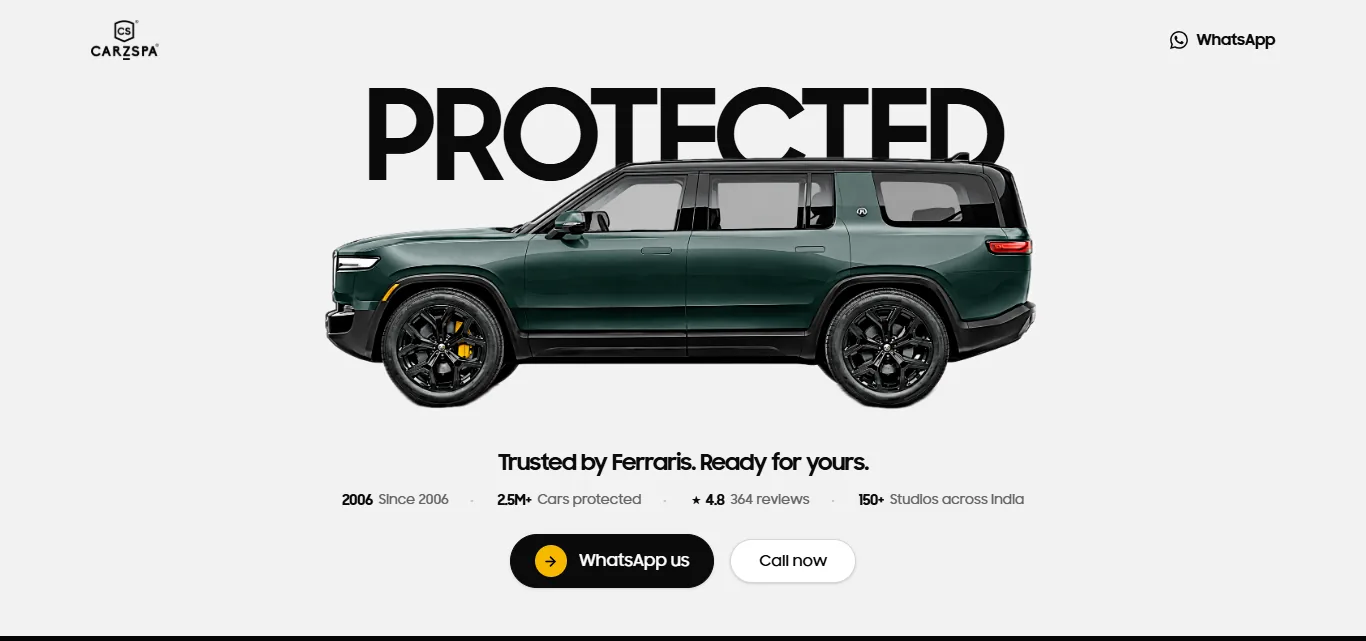 CS
CARZSPA
WhatsApp
PROTECTED
Trusted by Ferraris. Ready for yours.
2006 Since 2006 · 2.5M+ Cars protected · ★ 4.8 364 reviews · 150+ Studios across India
WhatsApp us
Call now